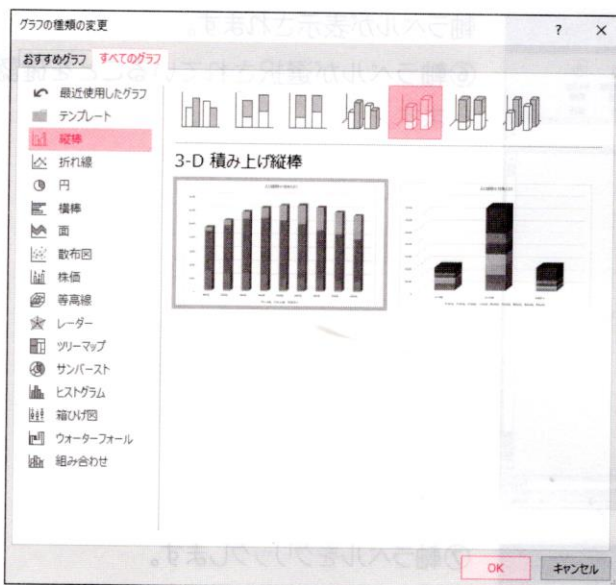 グラフの種類の変更
? ×
おすすめグラフ すべてのグラフ
最近使用したグラフ
テンプレート
縦棒
折れ線
円
横棒
面
散布図
株価
等高線
レーダー
ツリーマップ
サンバースト
ヒストグラム
箱ひげ図
ウォーターフォール
組み合わせ
3-D 積み上げ縦棒
OK キャンセル